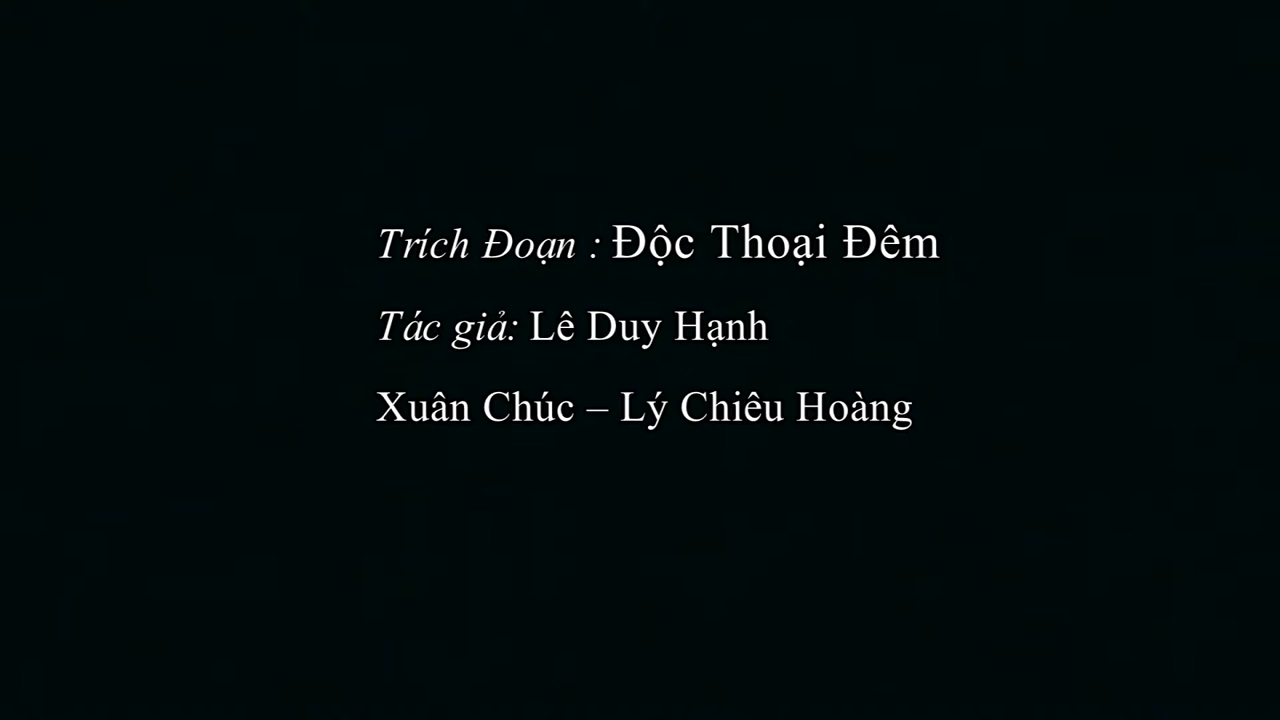 Trích Đoạn : Độc Thoại Đêm
Tác giả: Lê Duy Hạnh
Xuân Chúc – Lý Chiêu Hoàng